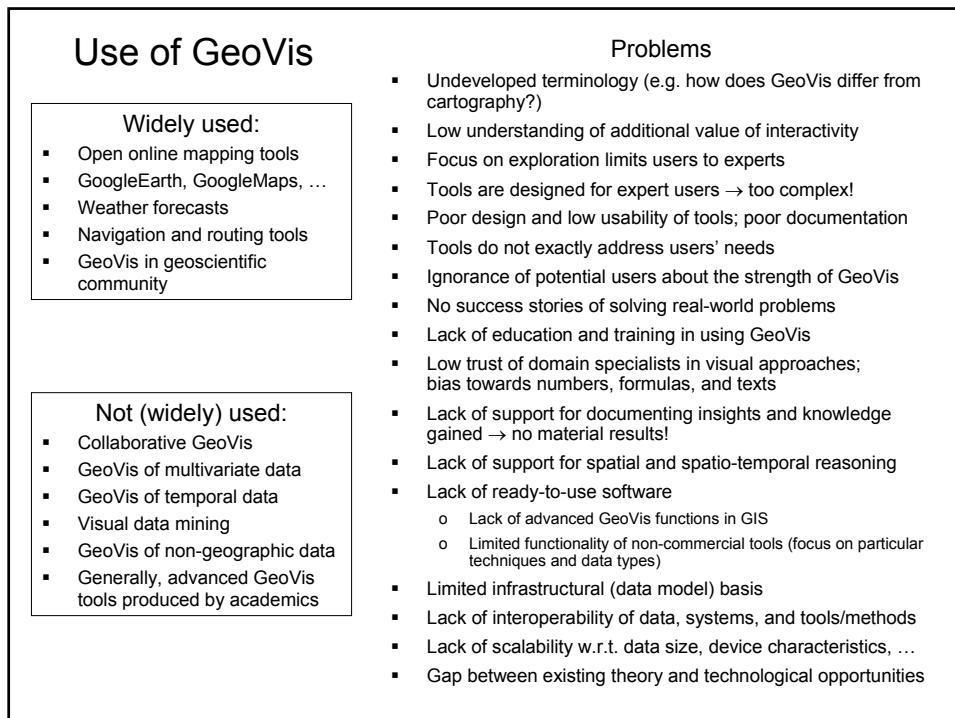 Use of GeoVis
Widely used:
▪ Open online mapping tools
▪ GoogleEarth, GoogleMaps, …
▪ Weather forecasts
▪ Navigation and routing tools
▪ GeoVis in geoscientific
community
Not (widely) used:
▪ Collaborative GeoVis
▪ GeoVis of multivariate data
▪ GeoVis of temporal data
▪ Visual data mining
▪ GeoVis of non-geographic data
▪ Generally, advanced GeoVis
tools produced by academics
Problems
▪ Undeveloped terminology (e.g. how does GeoVis differ from
cartography?)
▪ Low understanding of additional value of interactivity
▪ Focus on exploration limits users to experts
▪ Tools are designed for expert users → too complex!
▪ Poor design and low usability of tools; poor documentation
▪ Tools do not exactly address users’ needs
▪ Ignorance of potential users about the strength of GeoVis
▪ No success stories of solving real-world problems
▪ Lack of education and training in using GeoVis
▪ Low trust of domain specialists in visual approaches;
bias towards numbers, formulas, and texts
▪ Lack of support for documenting insights and knowledge
gained → no material results!
▪ Lack of support for spatial and spatio-temporal reasoning
▪ Lack of ready-to-use software
o Lack of advanced GeoVis functions in GIS
o Limited functionality of non-commercial tools (focus on particular
techniques and data types)
▪ Limited infrastructural (data model) basis
▪ Lack of interoperability of data, systems, and tools/methods
▪ Lack of scalability w.r.t. data size, device characteristics, …
▪ Gap between existing theory and technological opportunities